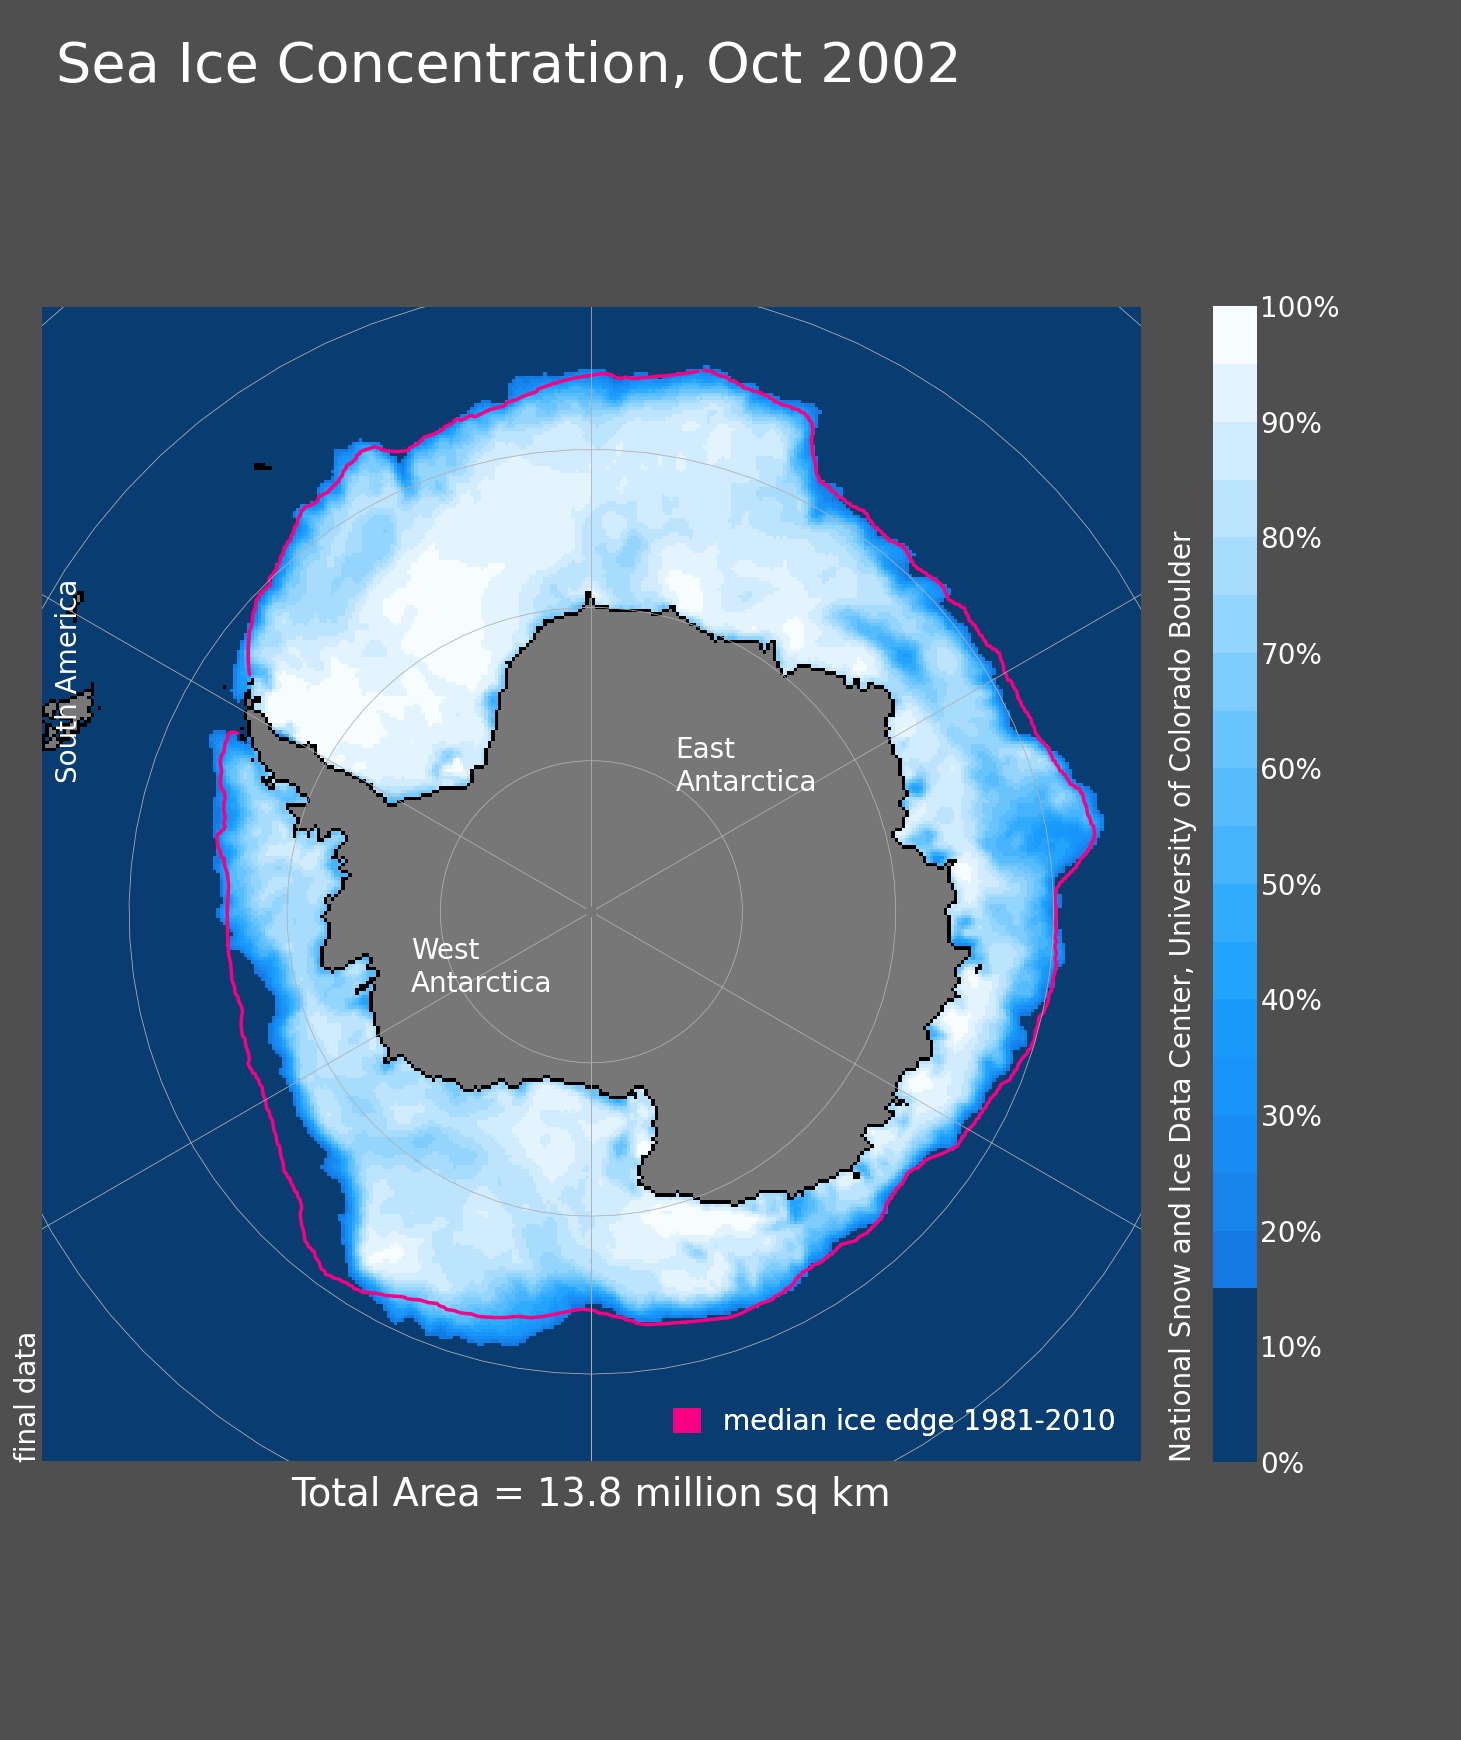 Sea Ice Concentration, Oct 2002
South America
East
Antarctica
West
Antarctica
median ice edge 1981-2010
final data
Total Area = 13.8 million sq km
National Snow and Ice Data Center, University of Colorado Boulder
100%
90%
80%
70%
60%
50%
40%
30%
20%
10%
0%